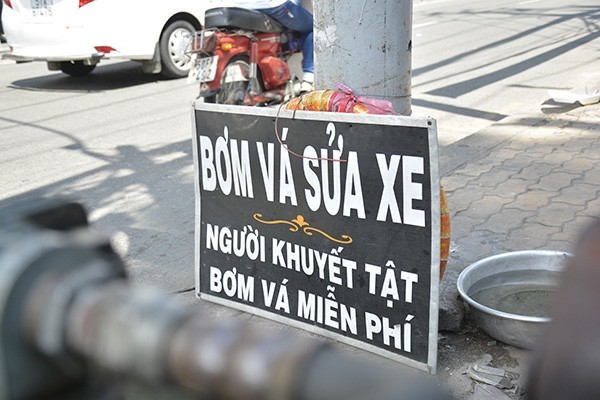 BƠM VÁ SỬA XE
NGƯỜI KHUYẾT TẬT
BƠM VÁ MIỄN PHÍ